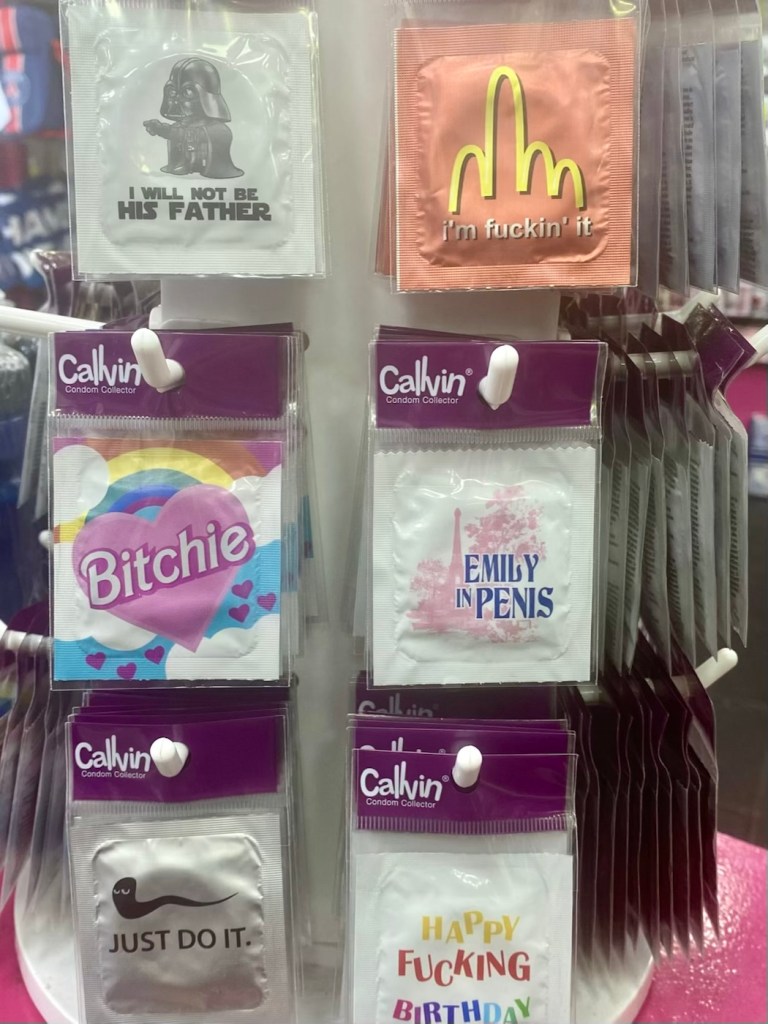 I WILL NOT BE
HIS FATHER
i'm fuckin' it
Callvin
Condom Collector
Bitchie
Callvin®
Condom Collector
EMILY
IN PENIS
Callvin
Condom Collector
JUST DO IT.
Callvin
Callvin®
Condom Collector
HAPPY
FUCKING
BIRTHDAY